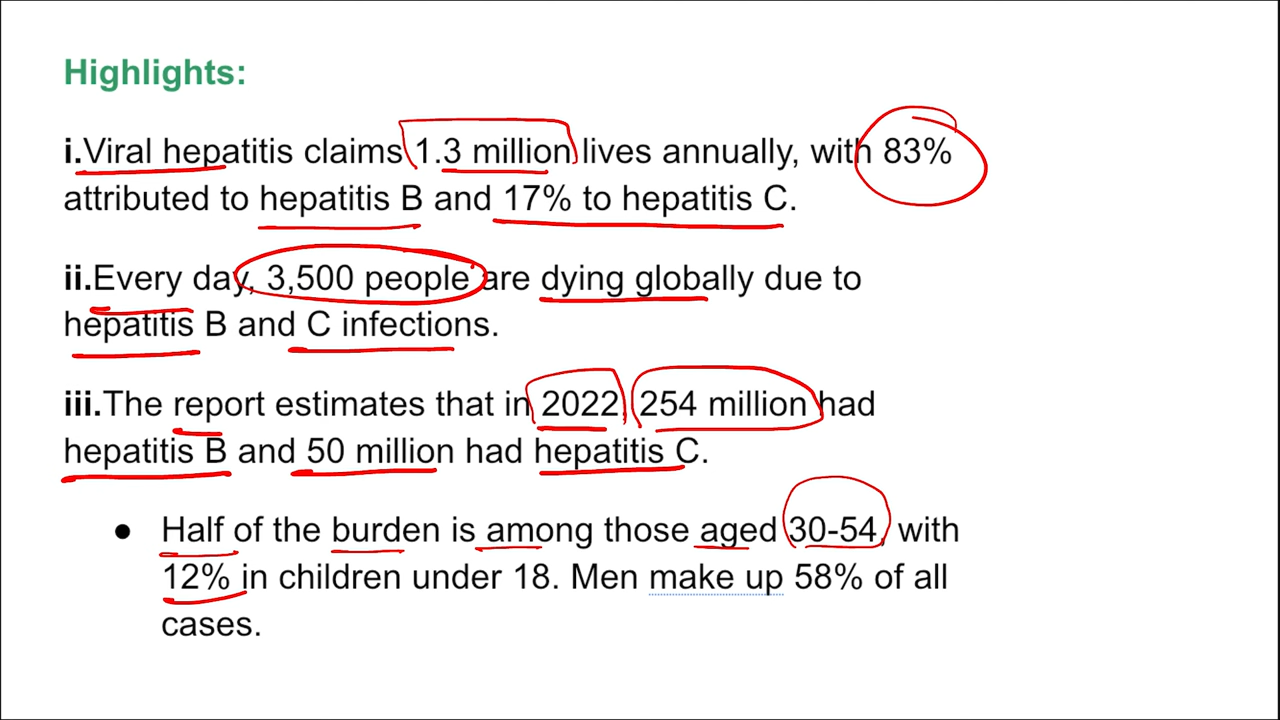 Highlights:
i.Viral hepatitis claims 1.3 million lives annually, with 83%
attributed to hepatitis B and 17% to hepatitis C.
ii.Every day, 3,500 people are dying globally due to
hepatitis B and C infections.
iii.The report estimates that in 2022, 254 million had
hepatitis B and 50 million had hepatitis C.
● Half of the burden is among those aged 30-54, with
12% in children under 18. Men make up 58% of all
cases.